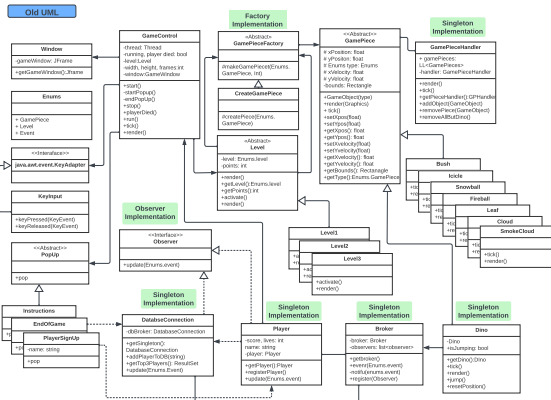 Old UML
Factory
Implementation
Singleton
Implementation
Window
-gameWindow: JFrame
+getGameWindow():JFrame
Enums
+ GamePiece
+ Level
+ Event
<<Interaface>>
java.awt.event.KeyAdapter
KeyInput
+keyPressed(KeyEvent)
+keyReleased(KeyEvent)
<<Abstract>>
PopUp
+pop
Instructions
EndOfGame
PlayerSignUp
-name: string
+pop
GameControl
-thread: Thread
-running, player died: bool
-level:Level
-width, height, frames:int
-window:GameWindow
+start()
+startPopup()
+endPopUp()
+stop()
+playerDied()
+run()
+tick()
+render()
«Abstract»
GamePieceFactory
#makeGamePiecet(Enums.
GamePiece, Int)
CreateGamePiece
#createPiece(Enums.
GamePiece)
«Abstract»
Level
-level: Enums.level
-points: int
+render()
+getLevel():Enums.level
+getPoints():int
+activate()
+render()
<<Abstract>>
GamePiece
# xPosition: float
# yPosition: float
# Enums type: Enums
# xVelocity: float
# yVelocity: float
-bounds: Rectangle
+GameObject(type)
+render(Graphics)
+ tick()
+setXpos(float)
+setYpos(float)
+getXpos(): float
+getYpos: float
+setXvelocity(float)
+setYvelocity(float)
+getXvelocity(): float
+getYvelocity: float
+getBounds(): Rectanagle
+getType():Enums.GamePiece
GamePieceHandler
+ gamePieces:
LL<GamePieces>
-handler: GamePieceHandler
+render()
+tick()
+getPieceHandler():GPHandler
+addObject(GameObject)
+removePiece(GameObject)
+removeAllButDino()
Bush
Icicle
Snowball
Fireball
Leaf
Cloud
SmokeCloud
+tick()
+render()
Level1
Level2
Level3
+activate()
+render()
Observer
Implementation
<<Interface>>
Observer
+update(Enums.event)
Singleton
Implementation
DatabseConnection
-dbBroker: DatabaseConnection
+getSingleton():
DatabaseConnection
+addPlayerToDB(string)
+getTop3Players(): ResultSet
+update(Enums.Event)
Singleton
Implementation
Player
-score, lives: int
name: string
-player: Player
+getPlayer():Player
+registerPlayer()
+update(Enums.event)
Singleton
Implementation
Broker
-broker: Broker
-observers: list<observer>
+getbroker()
+event(Enums.event)
-notifu(enums.event)
+register(Observer)
Singleton
Implementation
Dino
-Dino
+isJumping: bool
+getDino():Dino
+tick()
+render()
+jump()
+resetPosition()